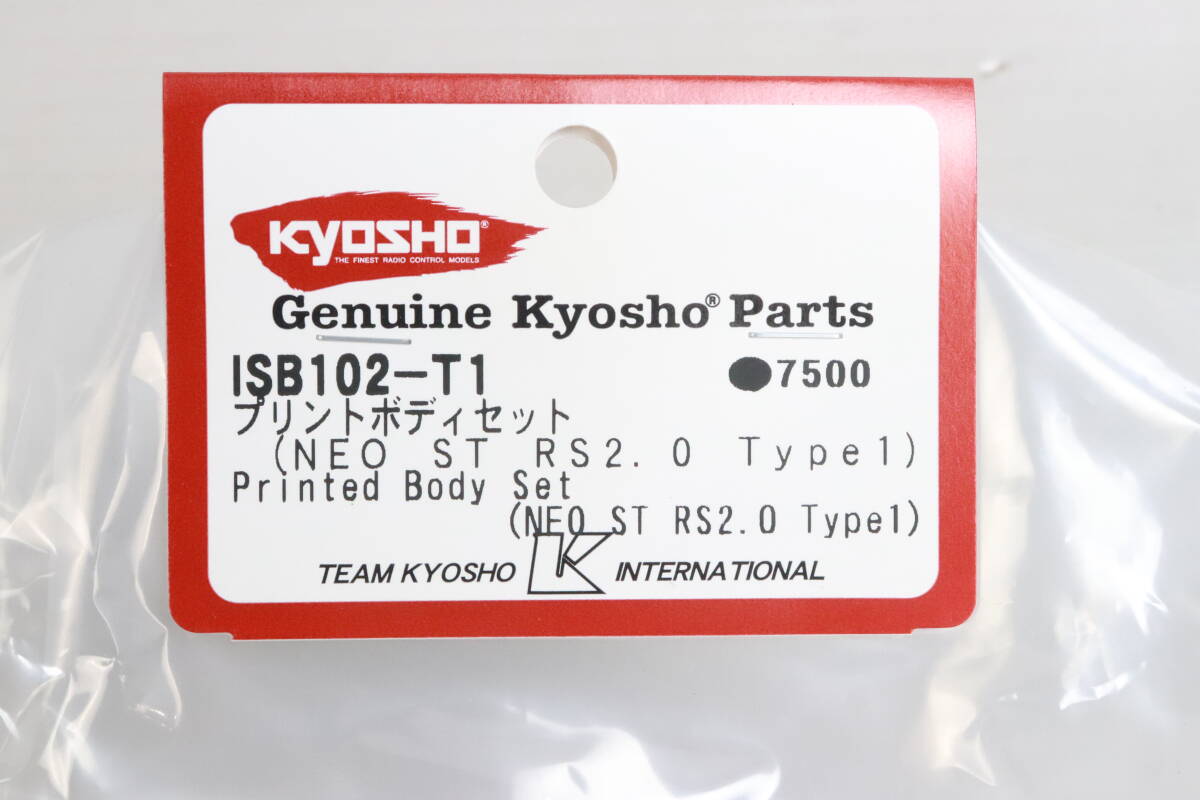 KYOSHO®
THE FINEST RADIO CONTROL MODELS
Genuine Kyosho® Parts
ISB102-T1 ●7500
プリントボディセット
(NEO ST RS2.0 Type1)
Printed Body Set
(NEO ST RS2.0 Type1)
TEAM KYOSHO K INTERNATIONAL